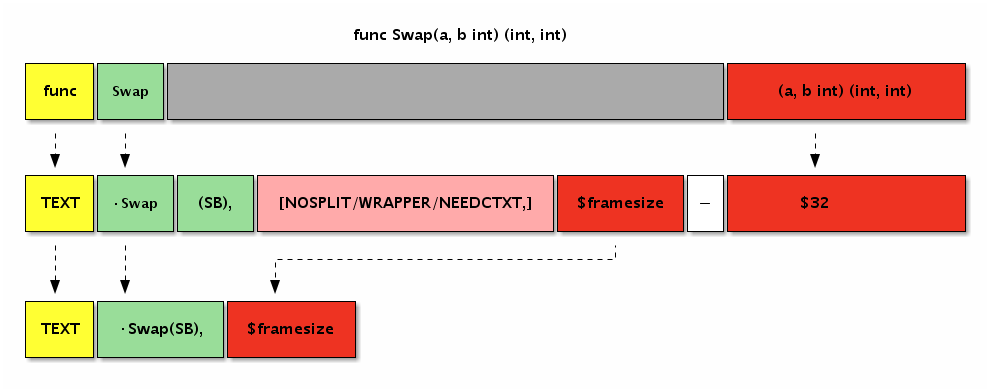 func Swap(a, b int) (int, int)
func Swap (a, b int) (int, int)
TEXT ·Swap (SB), [NOSPLIT/WRAPPER/NEEDCTXT,] $framesize – $32
TEXT ·Swap(SB), $framesize